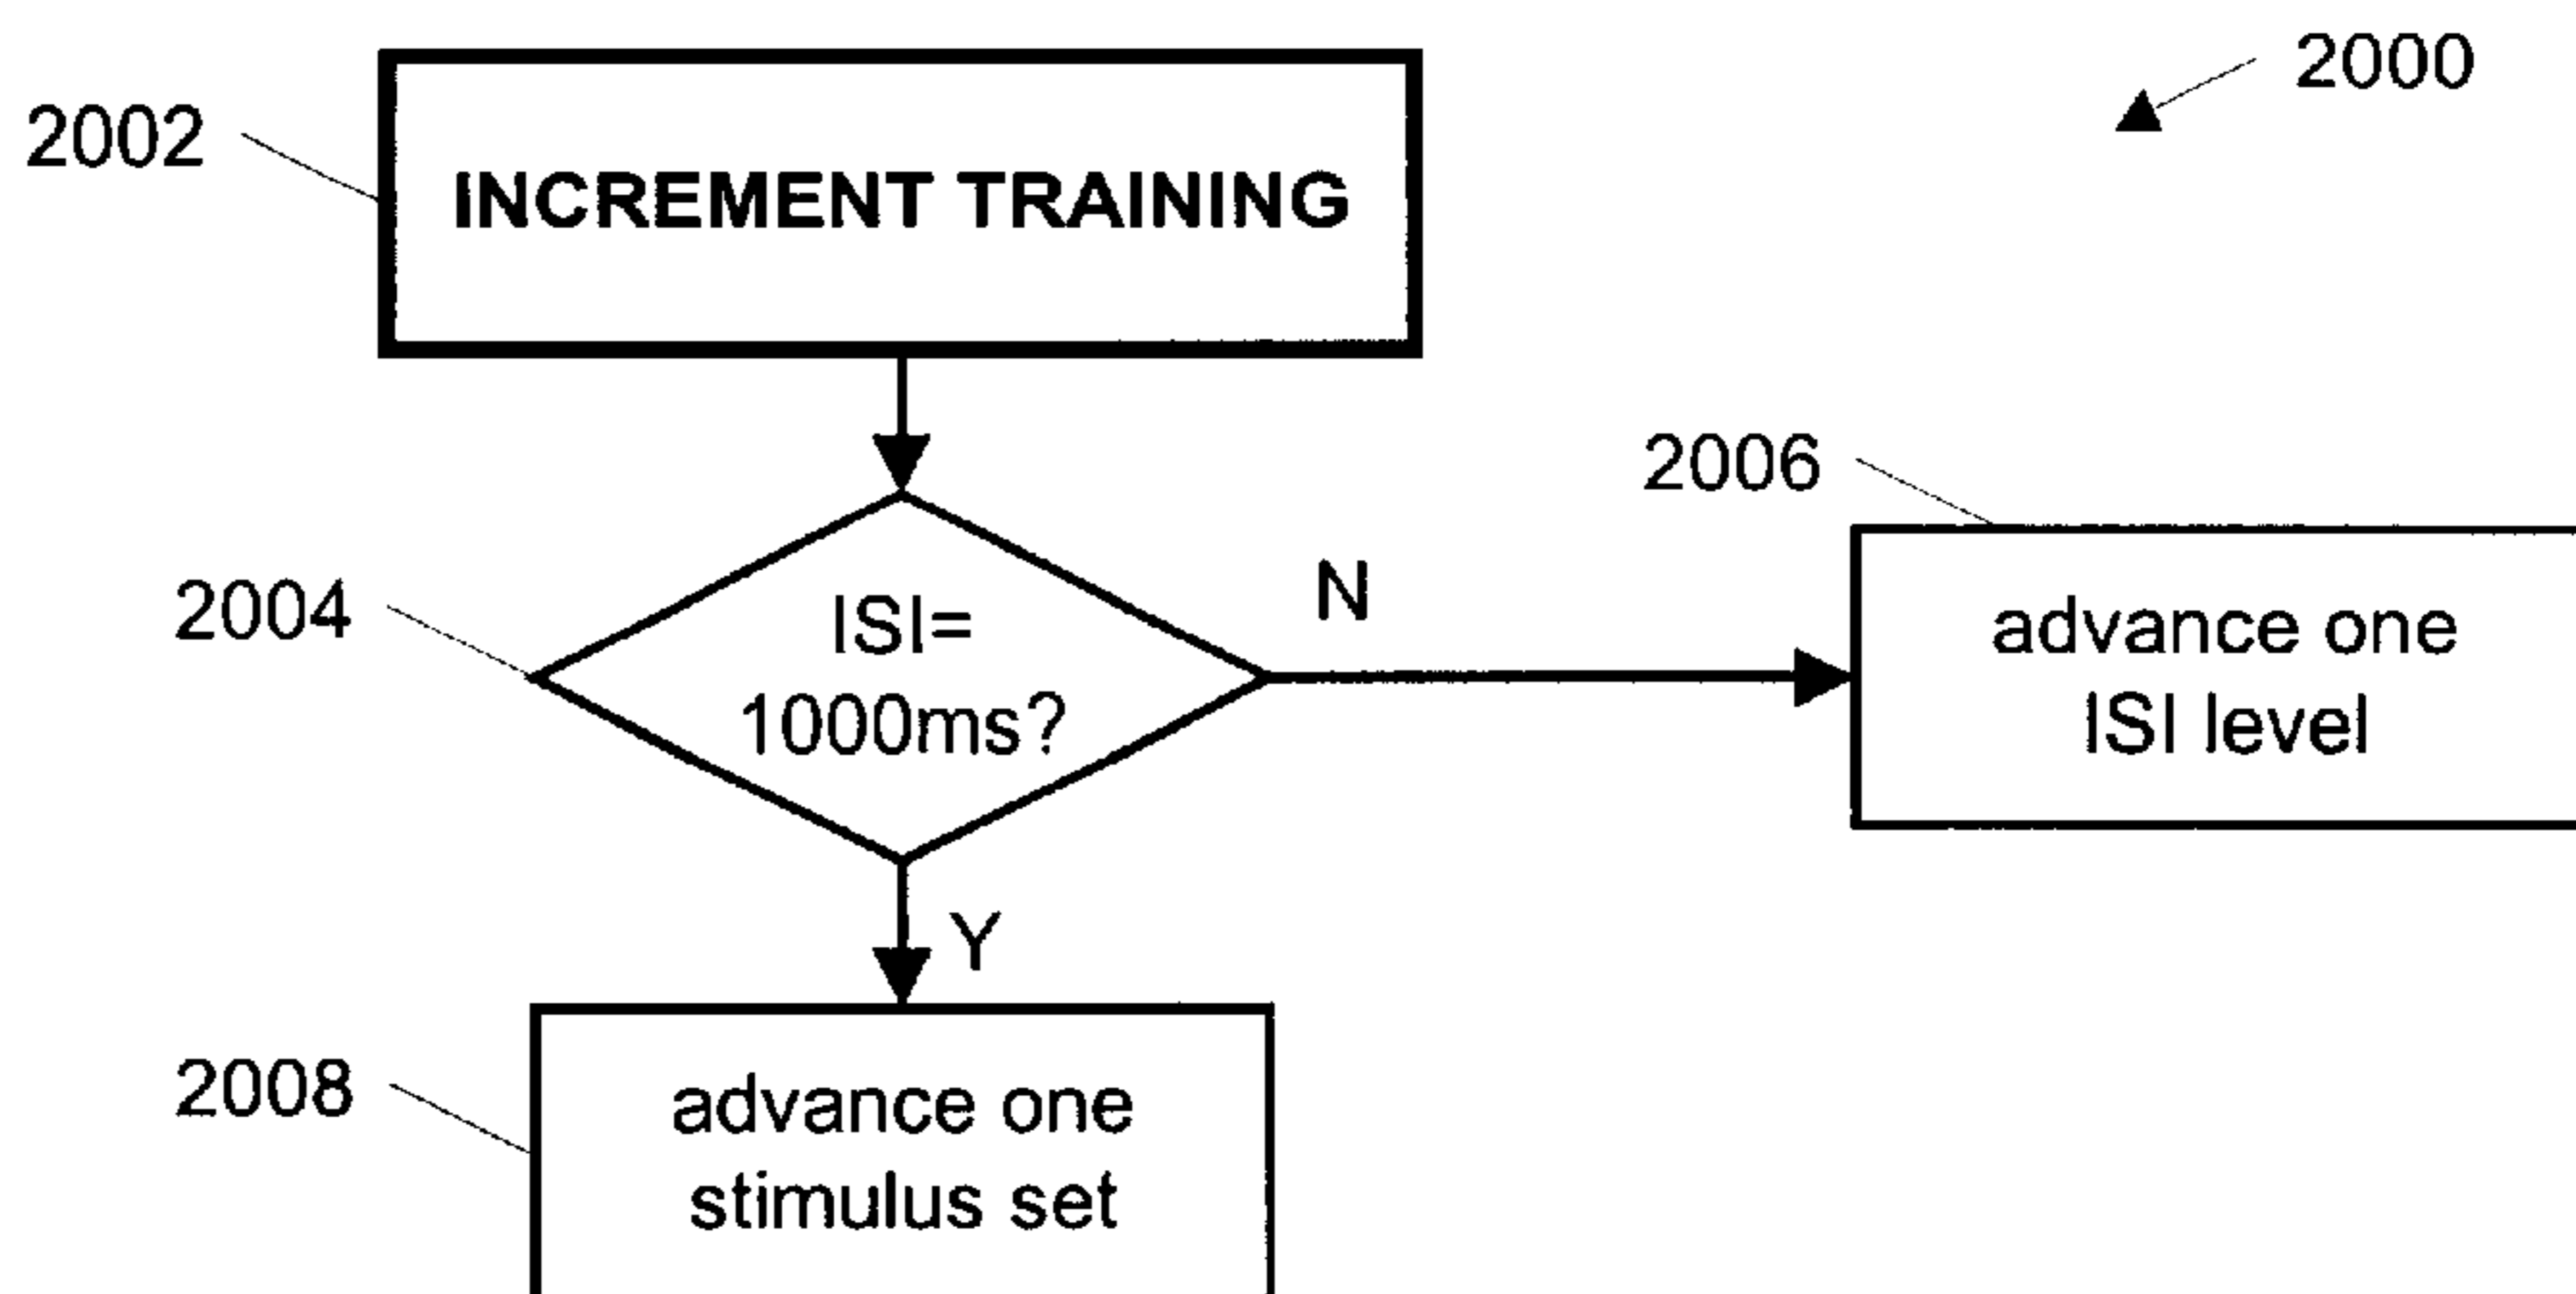 2000
2002
INCREMENT TRAINING
2006
2004
ISI=
1000ms?
N
advance one
ISI level
Y
2008
advance one
stimulus set